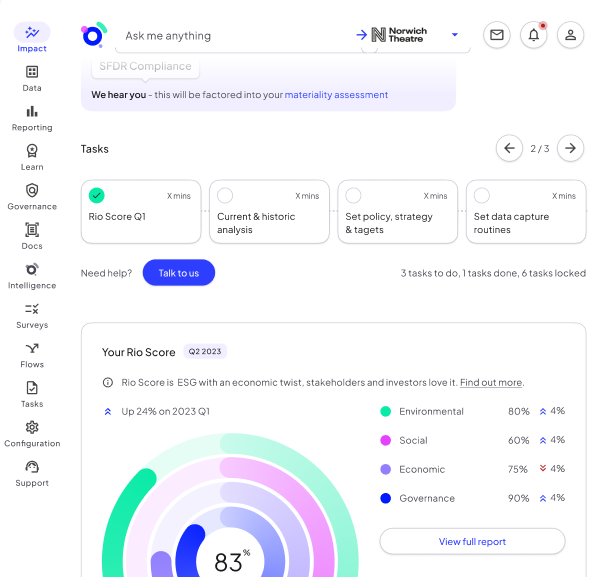 Impact
Data
Reporting
Learn
Governance
Docs
Intelligence
Surveys
Flows
Tasks
Configuration
Support
Ask me anything
Norwich
Theatre
SFDR Compliance
We hear you - this will be factored into your materiality assessment
Tasks
2 / 3
X mins
Rio Score Q1
X mins
Current & historic
analysis
X mins
Set policy, strategy
& tagets
X mins
Set data capture
routines
Need help?
Talk to us
3 tasks to do, 1 tasks done, 6 tasks locked
Your Rio Score
Q2 2023
Rio Score is ESG with an economic twist, stakeholders and investors love it. Find out more.
Up 24% on 2023 Q1
Environmental 80% 4%
Social 60% 4%
Economic 75% 4%
Governance 90% 4%
83%
View full report